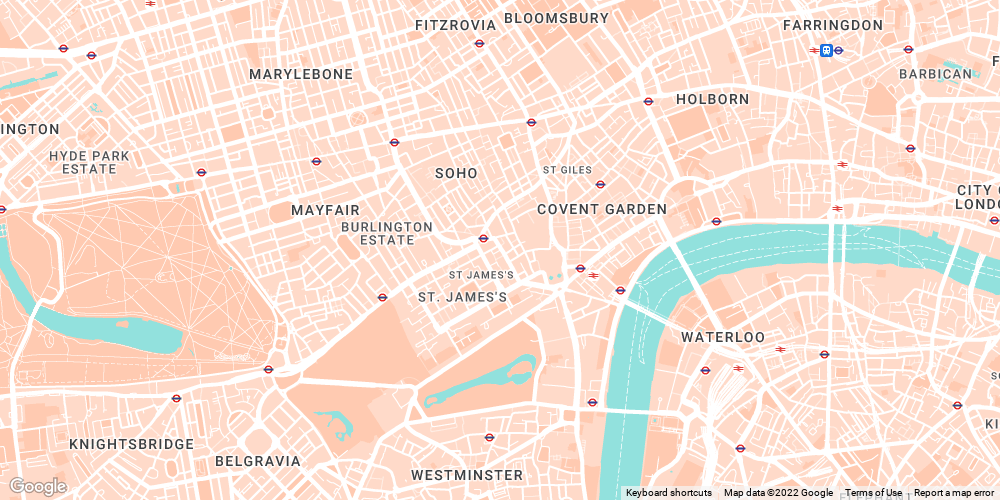 FITZROVIA
BLOOMSBURY
FARRINGDON
MARYLEBONE
BARBICAN
HOLBORN
INGTON
HYDE PARK
ESTATE
SOHO
ST GILES
CITY O
LONDO
MAYFAIR
COVENT GARDEN
BURLINGTON
ESTATE
ST JAMES'S
ST. JAMES'S
WATERLOO
KNIGHTSBRIDGE
BELGRAVIA
WESTMINSTER
KI
Google
Keyboard shortcuts
Map data ©2022 Google
Terms of Use
Report a map error